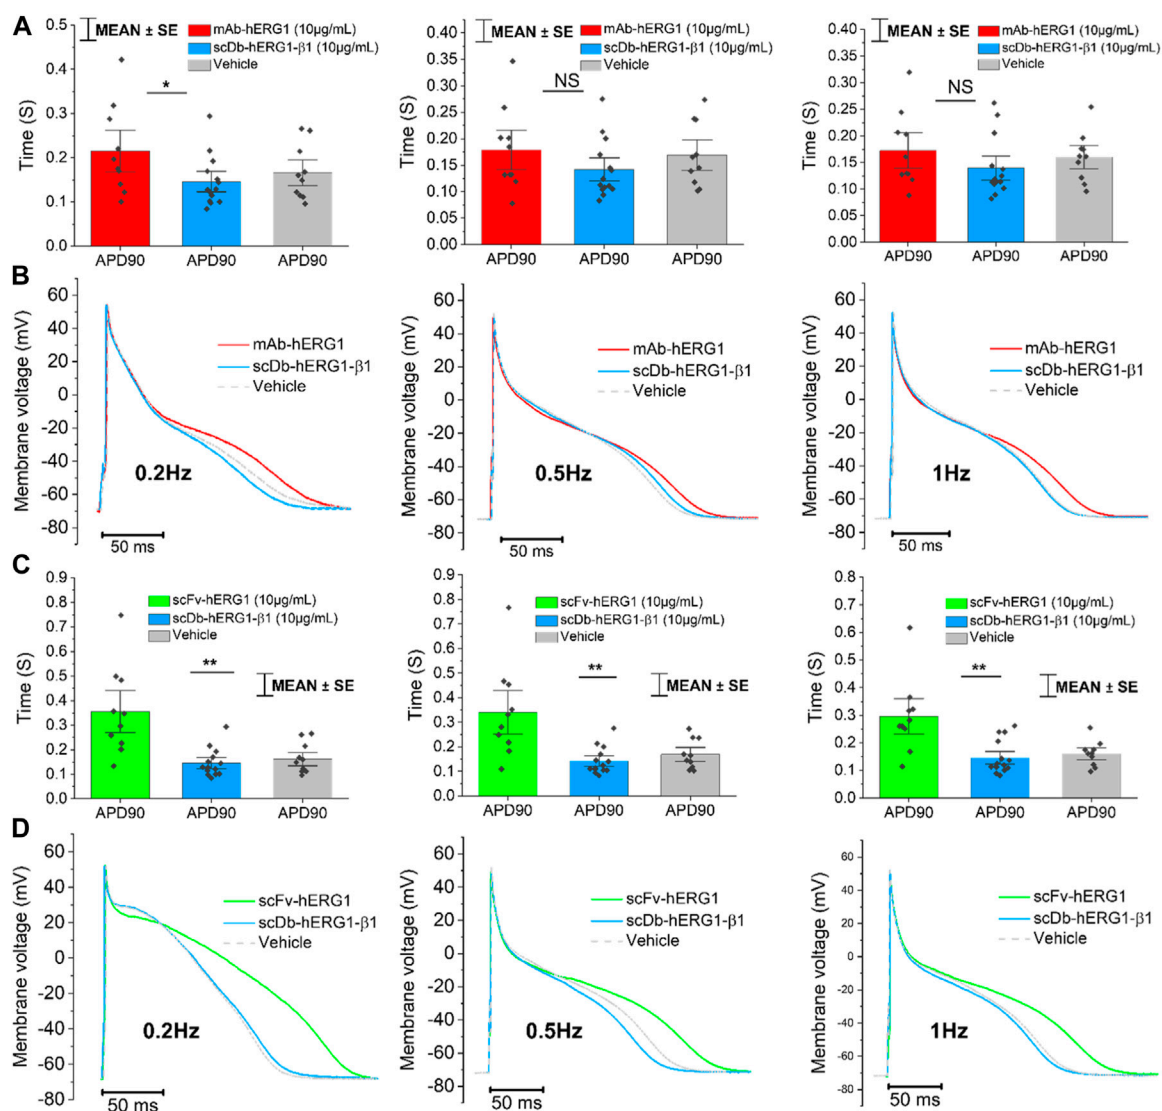 A
0.5
0.4
0.3
0.2
0.1
0.0
Time (S)
MEAN ± SE
mAb-hERG1 (10µg/mL)
scDb-hERG1-β1 (10µg/mL)
Vehicle
*
APD90
APD90
APD90
0.40
0.35
0.30
0.25
0.20
0.15
0.10
0.05
0.00
Time (S)
MEAN ± SE
mAb-hERG1 (10µg/mL)
scDb-hERG1-β1 (10µg/mL)
Vehicle
NS
APD90
APD90
APD90
0.40
0.35
0.30
0.25
0.20
0.15
0.10
0.05
0.00
Time (S)
MEAN ± SE
mAb-hERG1 (10µg/mL)
scDb-hERG1-β1 (10µg/mL)
Vehicle
NS
APD90
APD90
APD90
B
60
40
20
0
-20
-40
-60
-80
Membrane voltage (mV)
mAb-hERG1
scDb-hERG1-β1
Vehicle
0.2Hz
50 ms
60
40
20
0
-20
-40
-60
-80
Membrane voltage (mV)
mAb-hERG1
scDb-hERG1-β1
Vehicle
0.5Hz
50 ms
60
40
20
0
-20
-40
-60
-80
Membrane voltage (mV)
mAb-hERG1
scDb-hERG1-β1
Vehicle
1Hz
50 ms
C
0.9
0.8
0.7
0.6
0.5
0.4
0.3
0.2
0.1
0.0
Time (S)
scFv-hERG1 (10µg/mL)
scDb-hERG1-β1 (10µg/mL)
Vehicle
**
MEAN ± SE
APD90
APD90
APD90
0.9
0.8
0.7
0.6
0.5
0.4
0.3
0.2
0.1
0.0
Time (S)
scFv-hERG1 (10µg/mL)
scDb-hERG1-β1 (10µg/mL)
Vehicle
**
MEAN ± SE
APD90
APD90
APD90
0.8
0.7
0.6
0.5
0.4
0.3
0.2
0.1
0.0
Time (S)
scFv-hERG1 (10µg/mL)
scDb-hERG1-β1 (10µg/mL)
Vehicle
**
MEAN ± SE
APD90
APD90
APD90
D
60
40
20
0
-20
-40
-60
-80
Membrane voltage (mV)
scFv-hERG1
scDb-hERG1-β1
Vehicle
0.2Hz
50 ms
60
40
20
0
-20
-40
-60
-80
Membrane voltage (mV)
scFv-hERG1
scDb-hERG1-β1
Vehicle
0.5Hz
50 ms
60
40
20
0
-20
-40
-60
-80
Membrane voltage (mV)
scFv-hERG1
scDb-hERG1-β1
Vehicle
1Hz
50 ms